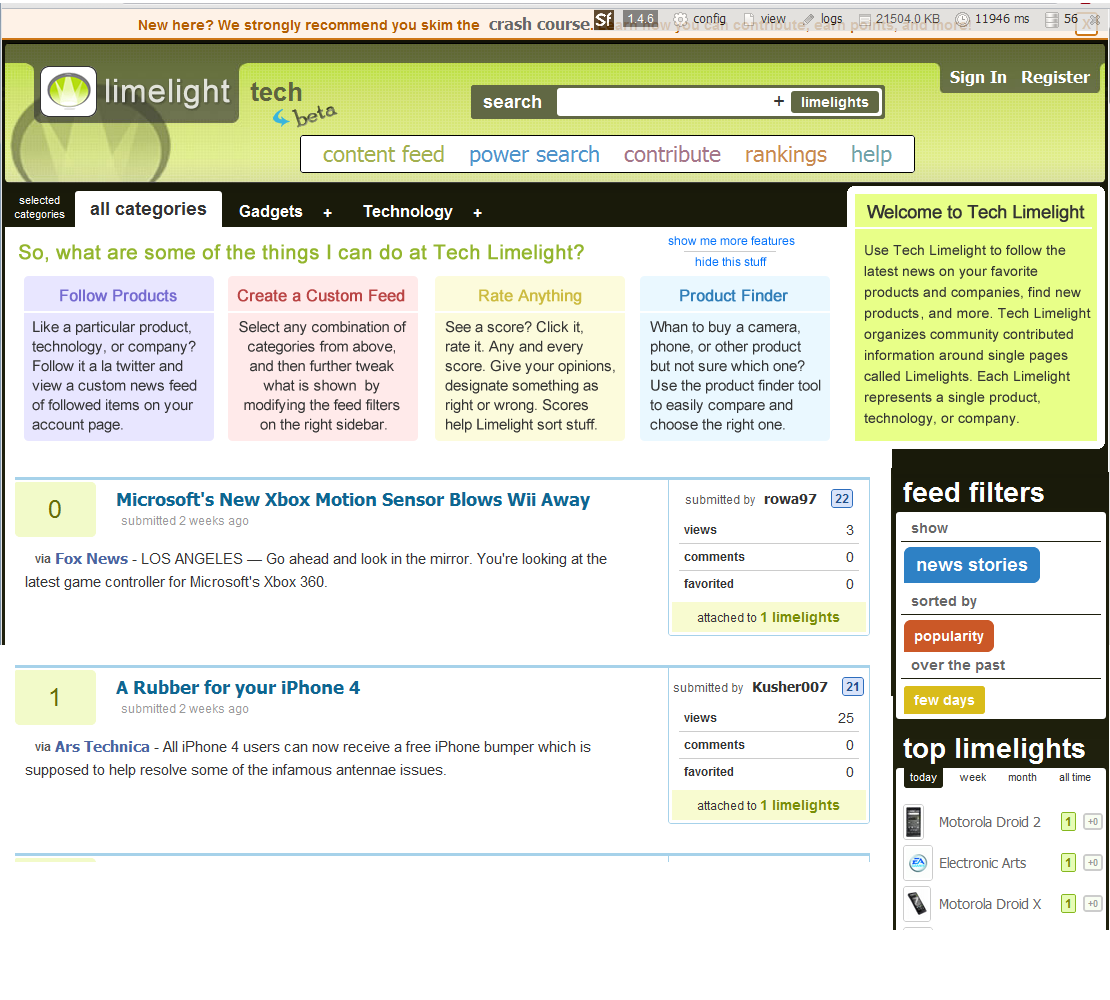 New here? We strongly recommend you skim the crash course. Learn how you can contribute, earn points, and more!
Sf 1.4.6 config view logs 21504.0 KB 11946 ms 56
limelight tech
beta
search + limelights
Sign In Register
content feed power search contribute rankings help
selected categories
all categories Gadgets + Technology +
So, what are some of the things I can do at Tech Limelight?
show me more features
hide this stuff
Follow Products
Like a particular product,
technology, or company?
Follow it a la twitter and
view a custom news feed
of followed items on your
account page.
Create a Custom Feed
Select any combination of
categories from above,
and then further tweak
what is shown by
modifying the feed filters
on the right sidebar.
Rate Anything
See a score? Click it,
rate it. Any and every
score. Give your opinions,
designate something as
right or wrong. Scores
help Limelight sort stuff.
Product Finder
Whan to buy a camera,
phone, or other product
but not sure which one?
Use the product finder tool
to easily compare and
choose the right one.
Welcome to Tech Limelight
Use Tech Limelight to follow the
latest news on your favorite
products and companies, find new
products, and more. Tech Limelight
organizes community contributed
information around single pages
called Limelights. Each Limelight
represents a single product,
technology, or company.
0
Microsoft's New Xbox Motion Sensor Blows Wii Away
submitted 2 weeks ago
via Fox News - LOS ANGELES — Go ahead and look in the mirror. You're looking at the
latest game controller for Microsoft's Xbox 360.
submitted by rowa97 22
views 3
comments 0
favorited 0
attached to 1 limelights
1
A Rubber for your iPhone 4
submitted 2 weeks ago
via Ars Technica - All iPhone 4 users can now receive a free iPhone bumper which is
supposed to help resolve some of the infamous antennae issues.
submitted by Kusher007 21
views 25
comments 0
favorited 0
attached to 1 limelights
feed filters
show
news stories
sorted by
popularity
over the past
few days
top limelights
today week month all time
Motorola Droid 2 1 +0
EA Electronic Arts 1 +0
Motorola Droid X 1 +0